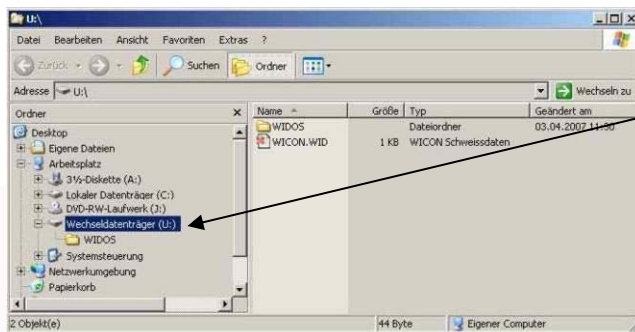 U:\
Datei Bearbeiten Ansicht Favoriten Extras ?
Zurück Suchen Ordner
Adresse U:\ Wechseln zu
Ordner x Name Größe Typ Geändert am
Desktop
Eigene Dateien
Arbeitsplatz
3½-Diskette (A:)
Lokaler Datenträger (C:)
DVD-RW-Laufwerk (J:)
Wechseldatenträger (U:)
WIDOS
Systemsteuerung
Netzwerkumgebung
Papierkorb
WIDOS Dateiordner 03.04.2007 11:30
WICON.WID 1 KB WICON Schweissdaten
2 Objekt(e) 44 Byte Eigener Computer